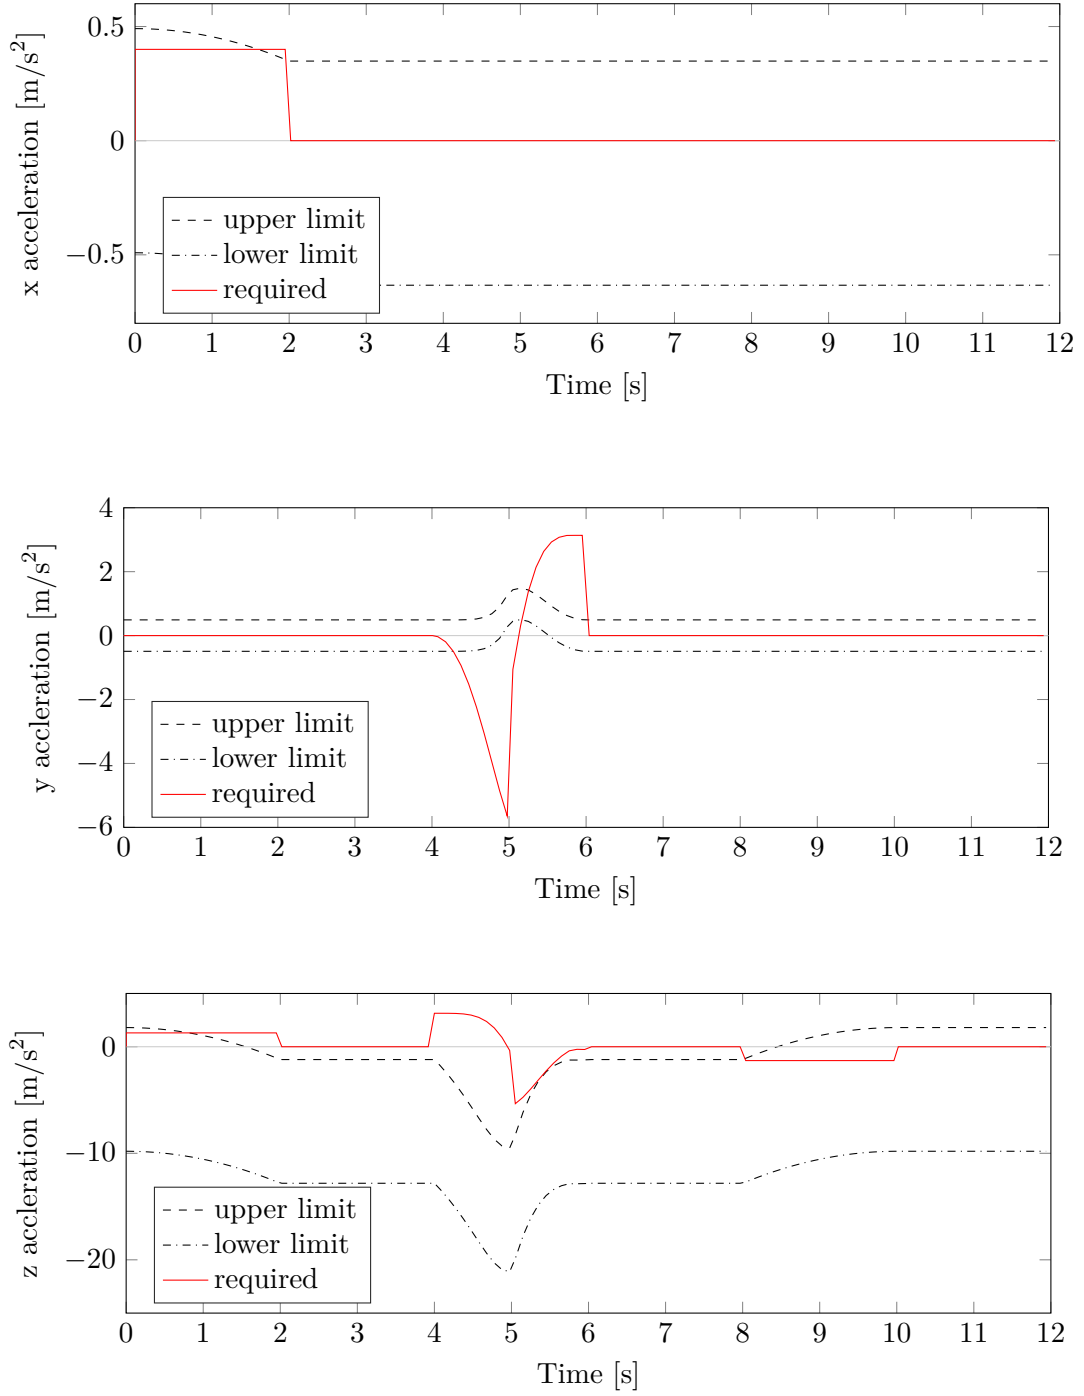 0.5
0
−0.5
x acceleration [m/s²]
upper limit
lower limit
required
0 1 2 3 4 5 6 7 8 9 10 11 12
Time [s]
4
2
0
−2
−4
−6
y accleration [m/s²]
upper limit
lower limit
required
0 1 2 3 4 5 6 7 8 9 10 11 12
Time [s]
0
−10
−20
z accleration [m/s²]
upper limit
lower limit
required
0 1 2 3 4 5 6 7 8 9 10 11 12
Time [s]